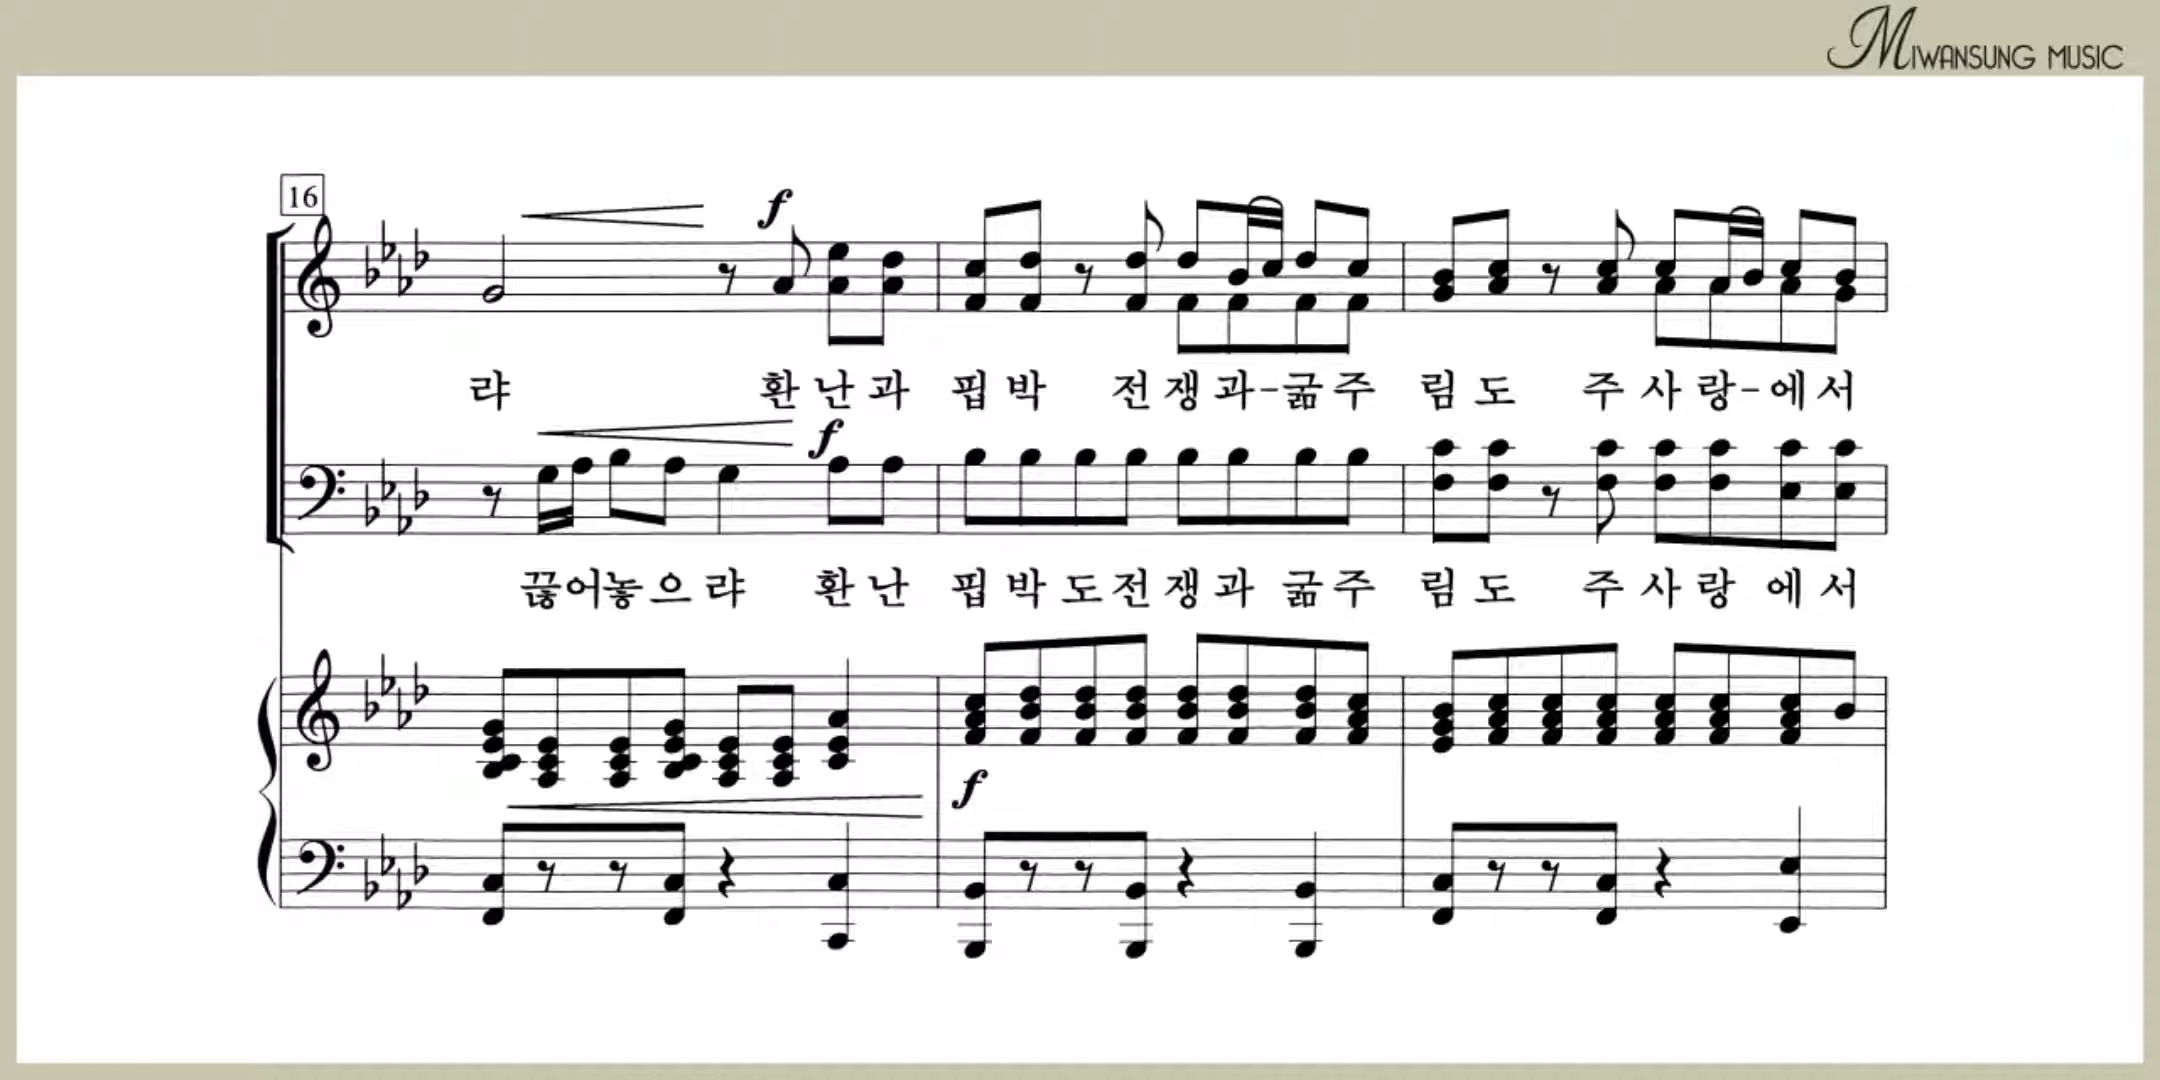 MIWANSUNG MUSIC
16
f
랴 환난과 핍박 전쟁과-굶주 림도 주사랑-에서
f
끊어놓으랴 환난 핍박도전쟁과 굶주 림도 주사랑 에서
f